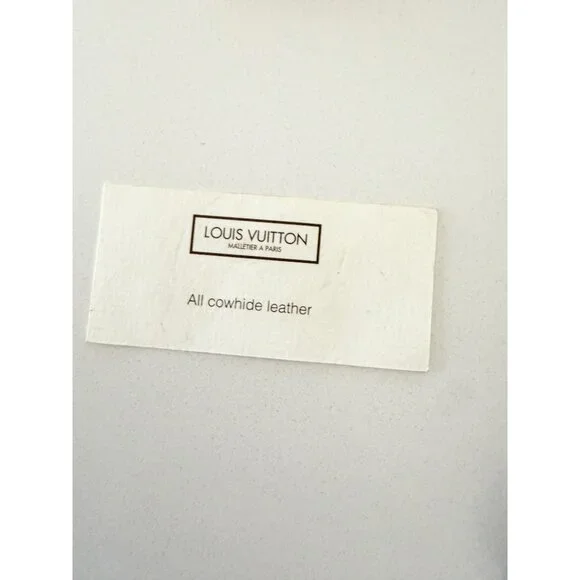 LOUIS VUITTON
MALLETIER A PARIS
All cowhide leather